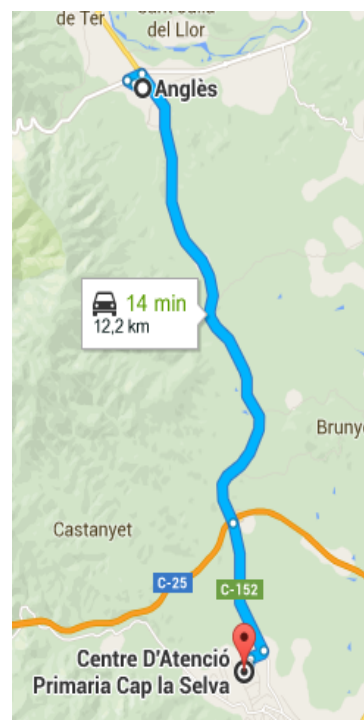 de Ter
del Llor
Anglès
14 min
12,2 km
Castanyet
C-25
C-152
Centre D'Atenció
Primaria Cap la Selva